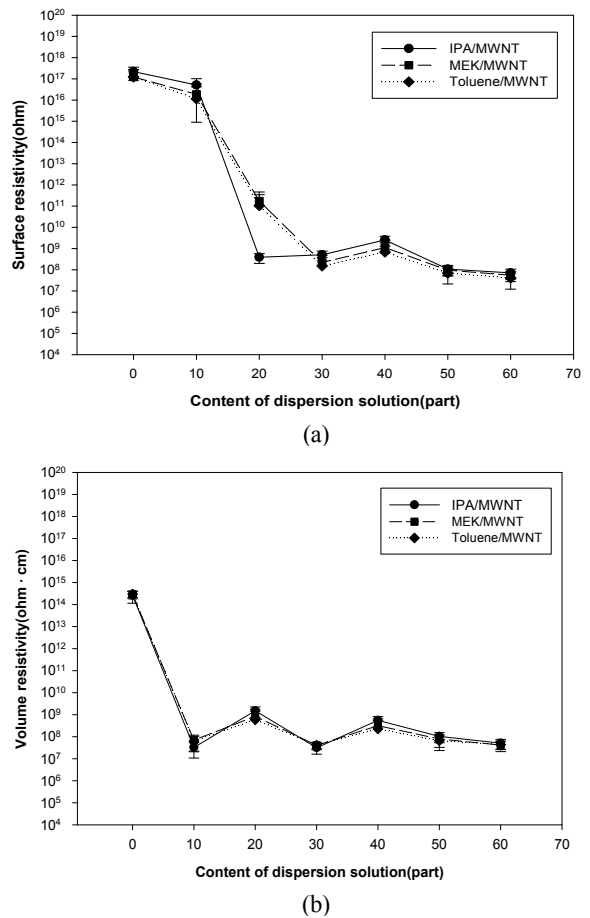 10²⁰
10¹⁹
10¹⁸
10¹⁷
10¹⁶
10¹⁵
10¹⁴
10¹³
10¹²
10¹¹
10¹⁰
10⁹
10⁸
10⁷
10⁶
10⁵
10⁴
Surface resistivity(ohm)
IPA/MWNT
MEK/MWNT
Toluene/MWNT
0 10 20 30 40 50 60 70
Content of dispersion solution(part)
(a)
10²⁰
10¹⁹
10¹⁸
10¹⁷
10¹⁶
10¹⁵
10¹⁴
10¹³
10¹²
10¹¹
10¹⁰
10⁹
10⁸
10⁷
10⁶
10⁵
10⁴
Volume resistivity(ohm · cm)
IPA/MWNT
MEK/MWNT
Toluene/MWNT
0 10 20 30 40 50 60 70
Content of dispersion solution(part)
(b)